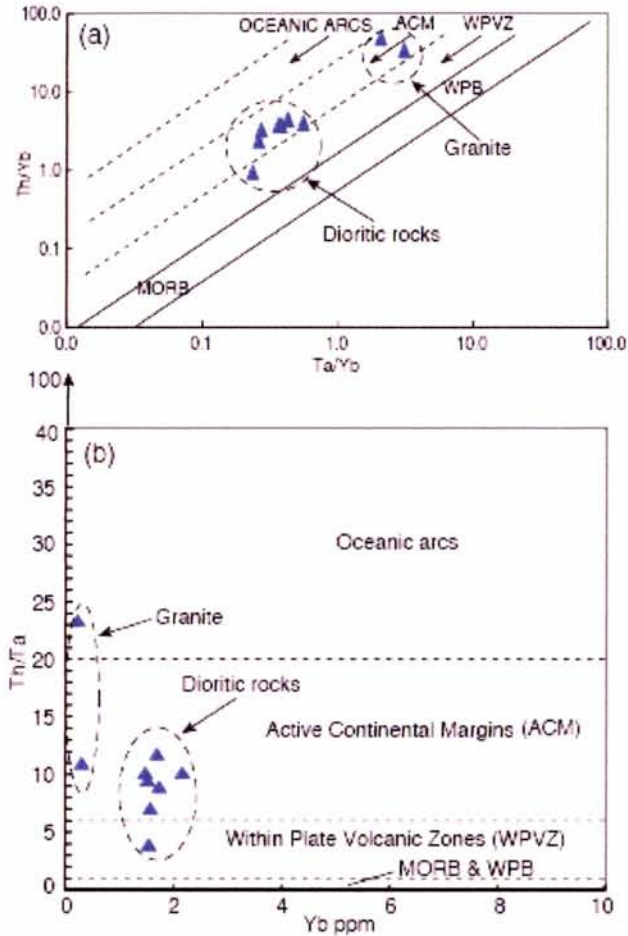 (a)
OCEANIC ARCS ACM WPVZ
WPB
Granite
Dioritic rocks
MORB
100.0
10.0
1.0
0.1
0.0
Th/Yb
0.0 0.1 1.0 10.0 100.0
Ta/Yb
100
(b)
40
35
30
25
20
15
10
5
0
Th/Ta
Oceanic arcs
Granite
Dioritic rocks
Active Continental Margins (ACM)
Within Plate Volcanic Zones (WPVZ)
MORB & WPB
0 2 4 6 8 10
Yb ppm